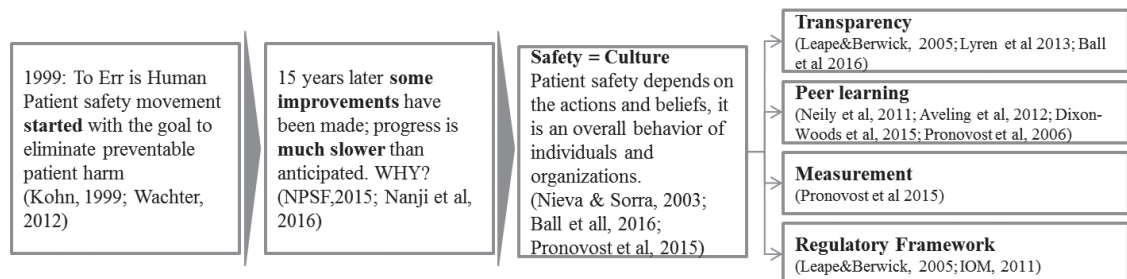 1999: To Err is Human
Patient safety movement
started with the goal to
eliminate preventable
patient harm
(Kohn, 1999; Wachter,
2012)
15 years later some
improvements have
been made; progress is
much slower than
anticipated. WHY?
(NPSF,2015; Nanji et al,
2016)
Safety = Culture
Patient safety depends on
the actions and beliefs, it
is an overall behavior of
individuals and
organizations.
(Nieva & Sorra, 2003;
Ball et all, 2016;
Pronovost et al, 2015)
Transparency
(Leape&Berwick, 2005;Lyren et al 2013;Ball
et al 2016)
Peer learning
(Neily et al, 2011;Aveling et al, 2012;Dixon-
Woods et al, 2015;Pronovost et al, 2006)
Measurement
(Pronovost et al 2015)
Regulatory Framework
(Leape&Berwick, 2005;IOM, 2011)